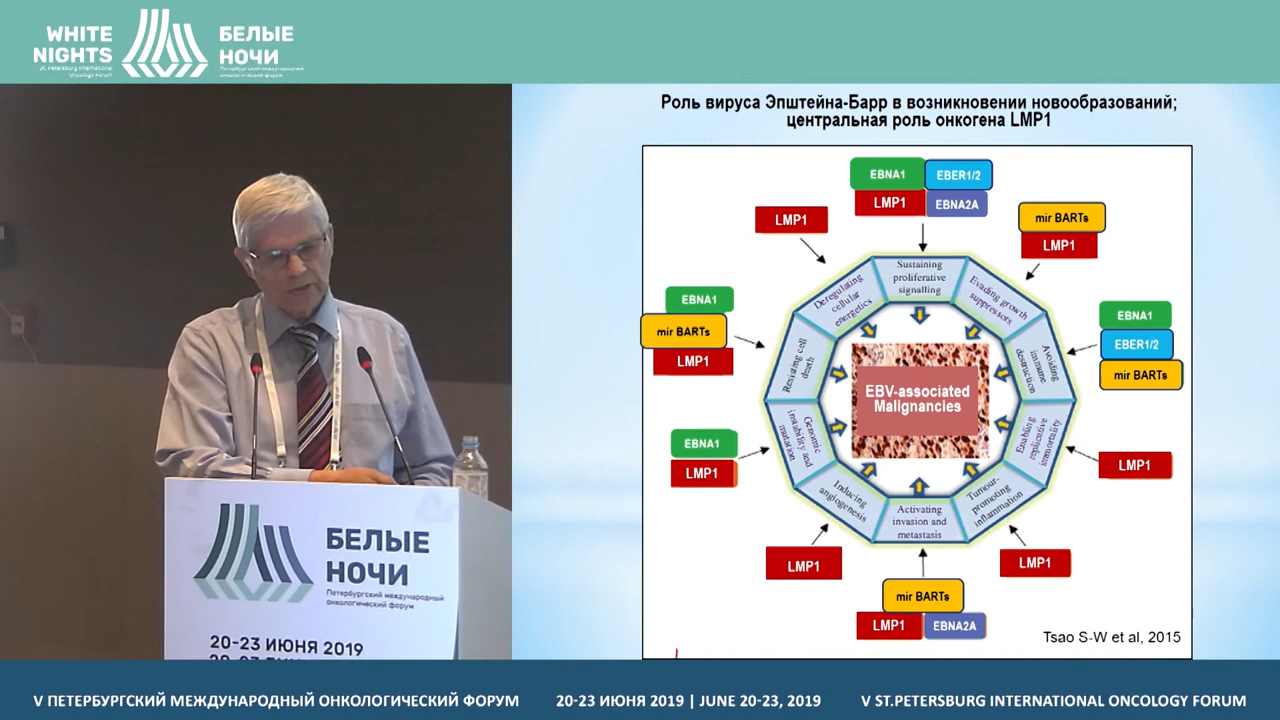 WHITE
NIGHTS
St. Petersburg International
Oncology Forum
БЕЛЫЕ
НОЧИ
Петербургский международный
онкологический форум
Роль вируса Эпштейна-Барр в возникновении новообразований;
центральная роль онкогена LMP1
EBNA1
EBER1/2
LMP1
EBNA2A
LMP1
mir BARTs
LMP1
EBNA1
mir BARTs
LMP1
EBNA1
EBER1/2
mir BARTs
EBNA1
LMP1
LMP1
LMP1
LMP1
mir BARTs
LMP1
EBNA2A
Sustaining
proliferative
signalling
Evading growth
suppressors
Avoiding
immune
destruction
Enabling
replicative
immortality
Tumour-
promoting
inflammation
Activating
invasion and
metastasis
Inducing
angiogenesis
Genomic
instability and
mutation
Resisting cell
death
Deregulating
cellular
energetics
EBV-associated
Malignancies
Tsao S-W et al, 2015
БЕЛЫЕ
НОЧИ
Петербургский международный
онкологический форум
20-23 ИЮНЯ 2019
V ПЕТЕРБУРГСКИЙ МЕЖДУНАРОДНЫЙ ОНКОЛОГИЧЕСКИЙ ФОРУМ
20-23 ИЮНЯ 2019 | JUNE 20-23, 2019
V ST.PETERSBURG INTERNATIONAL ONCOLOGY FORUM